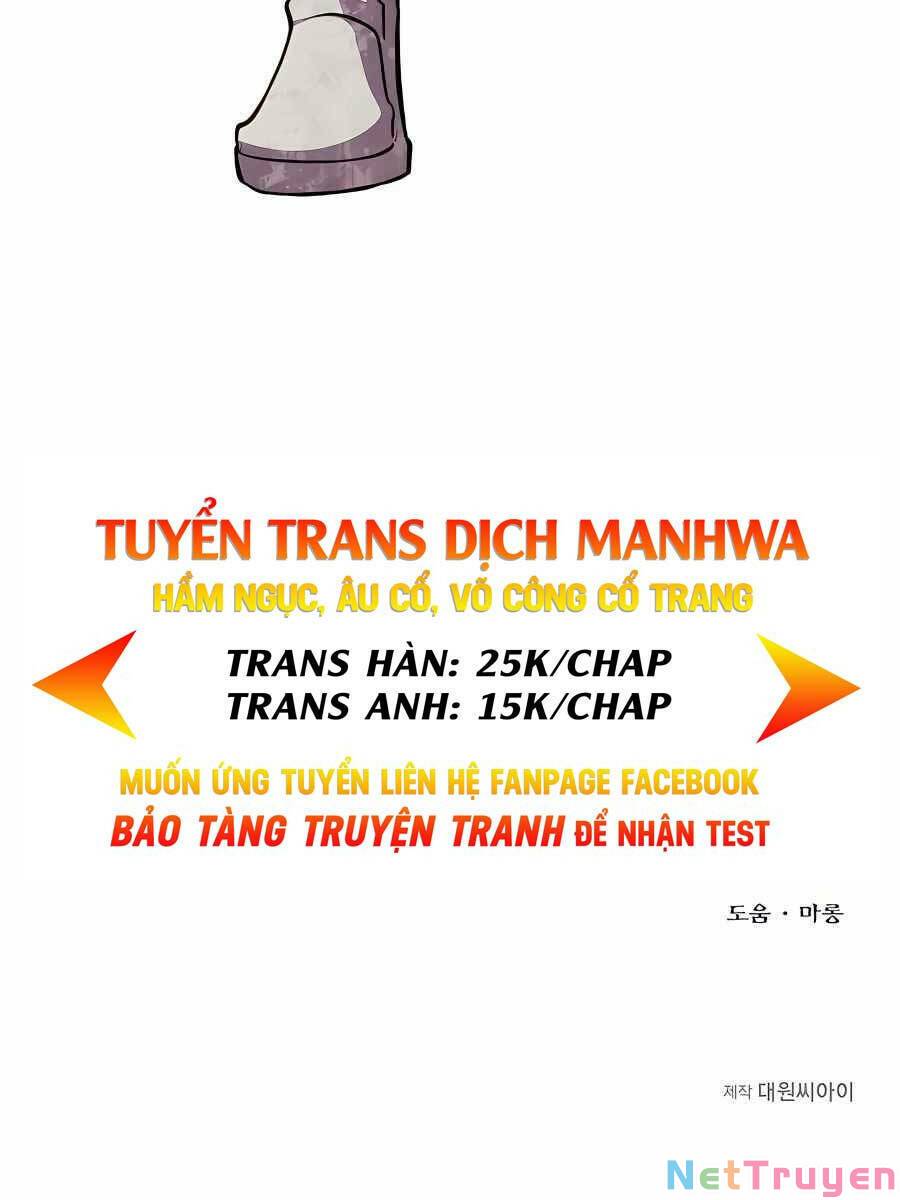 TUYỂN TRANS DỊCH MANHWA
HẦM NGỤC, ÂU CỔ, VÕ CÔNG CỔ TRANG
TRANS HÀN: 25K/CHAP
TRANS ANH: 15K/CHAP
MUỐN ỨNG TUYỂN LIÊN HỆ FANPAGE FACEBOOK
BẢO TÀNG TRUYỆN TRANH ĐỂ NHẬN TEST
도움 · 마롱
제작 대원씨아이
NetTruyen